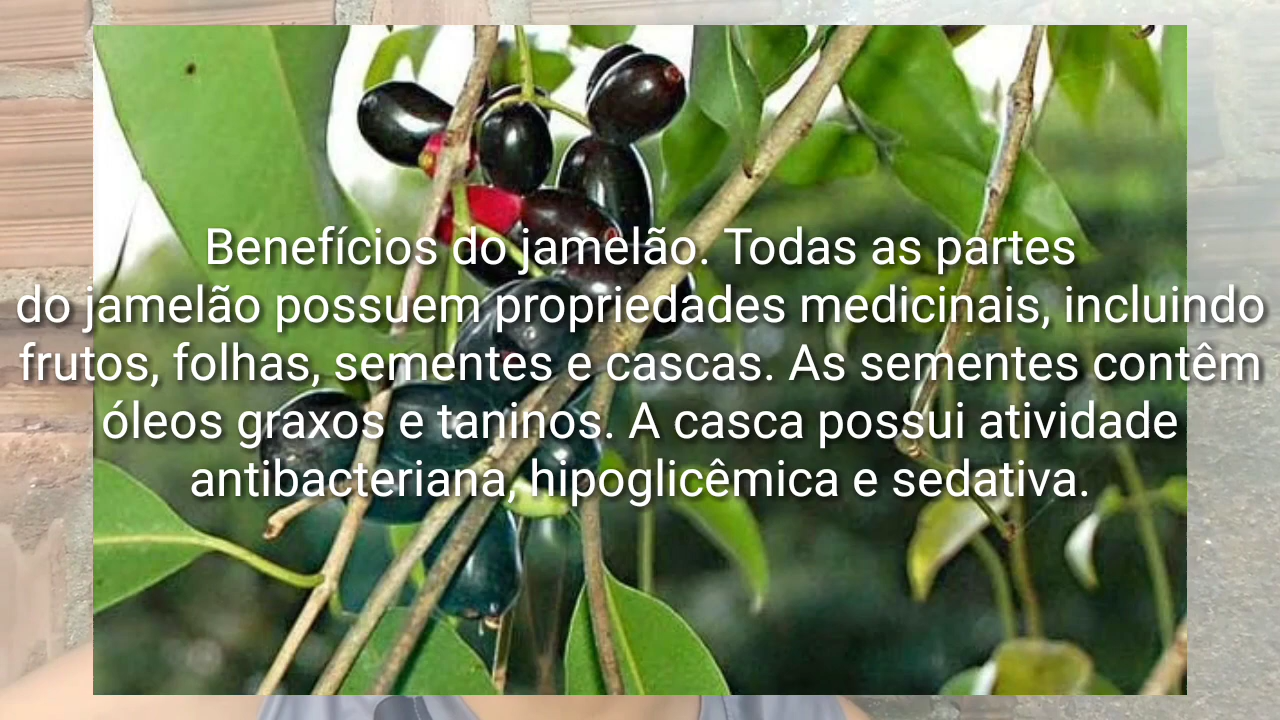 Benefícios do jamelão. Todas as partes
do jamelão possuem propriedades medicinais, incluindo
frutos, folhas, sementes e cascas. As sementes contêm
óleos graxos e taninos. A casca possui atividade
antibacteriana, hipoglicêmica e sedativa.